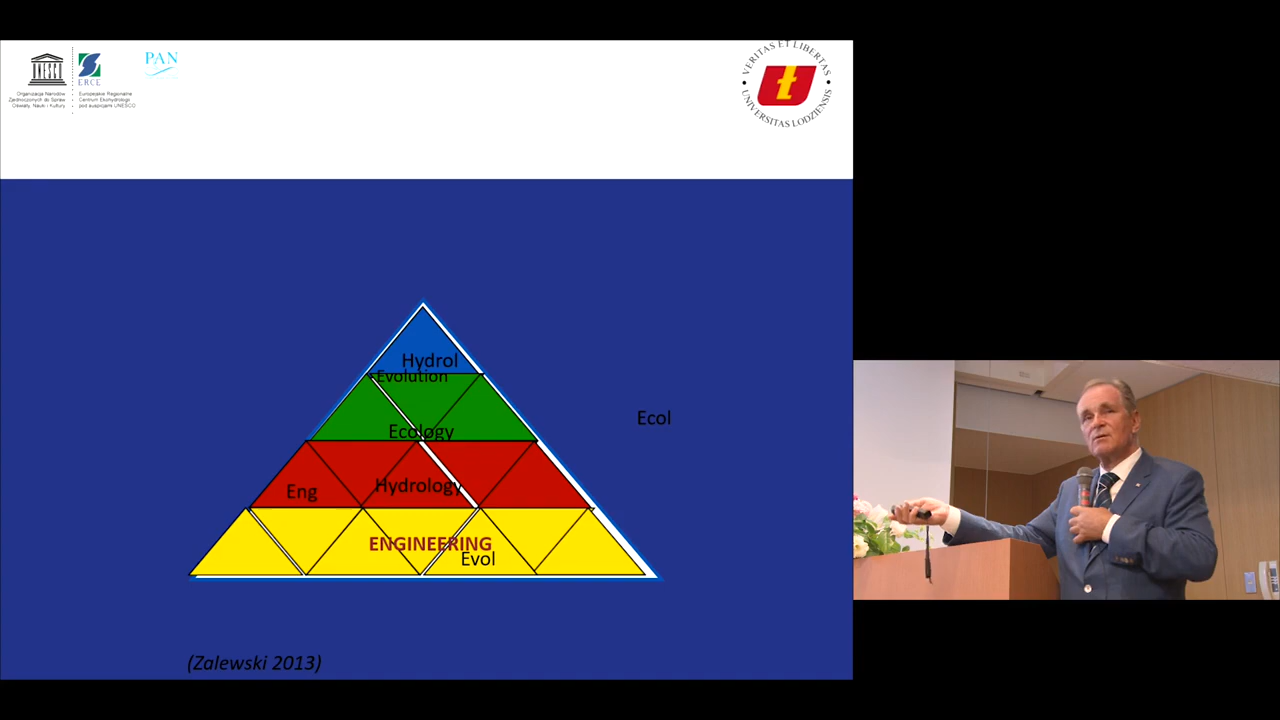 Organizacja Narodów
Zjednoczonych do Spraw
Oświaty, Nauki i Kultury
ERCE
Europejskie Regionalne
Centrum Ekohydrologii
pod auspicjami UNESCO
PAN
VERITAS ET LIBERTAS
UNIVERSITAS LODZIENSIS
Hydrol
Evolution
Ecol
Ecology
Eng
Hydrology
ENGINEERING
Evol
(Zalewski 2013)